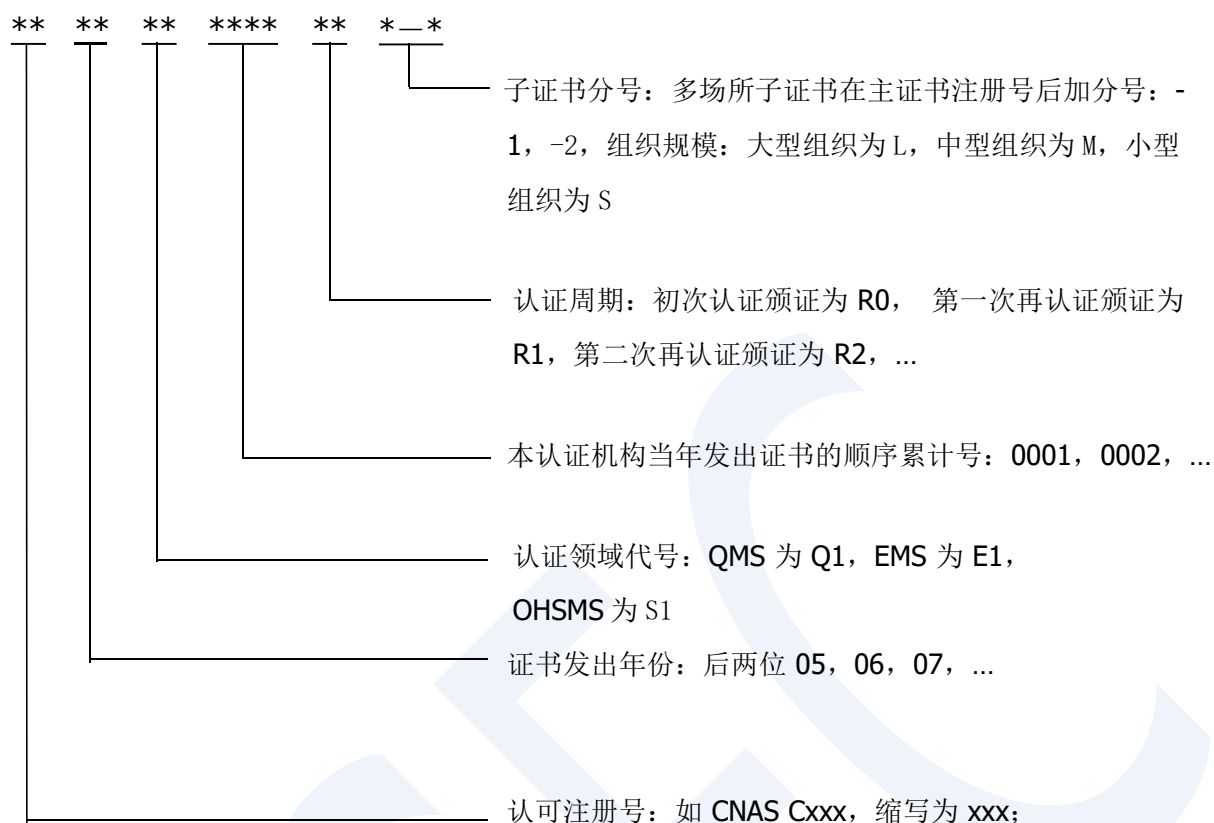 ** ** ** **** ** *—*
子证书分号：多场所子证书在主证书注册号后加分号：-
1，-2，组织规模：大型组织为 L，中型组织为 M，小型
组织为 S
认证周期：初次认证颁证为 R0， 第一次再认证颁证为
R1，第二次再认证颁证为 R2，...
本认证机构当年发出证书的顺序累计号：0001，0002，...
认证领域代号：QMS 为 Q1，EMS 为 E1，
OHSMS 为 S1
证书发出年份：后两位 05，06，07，...
认可注册号：如 CNAS Cxxx，缩写为 xxx；